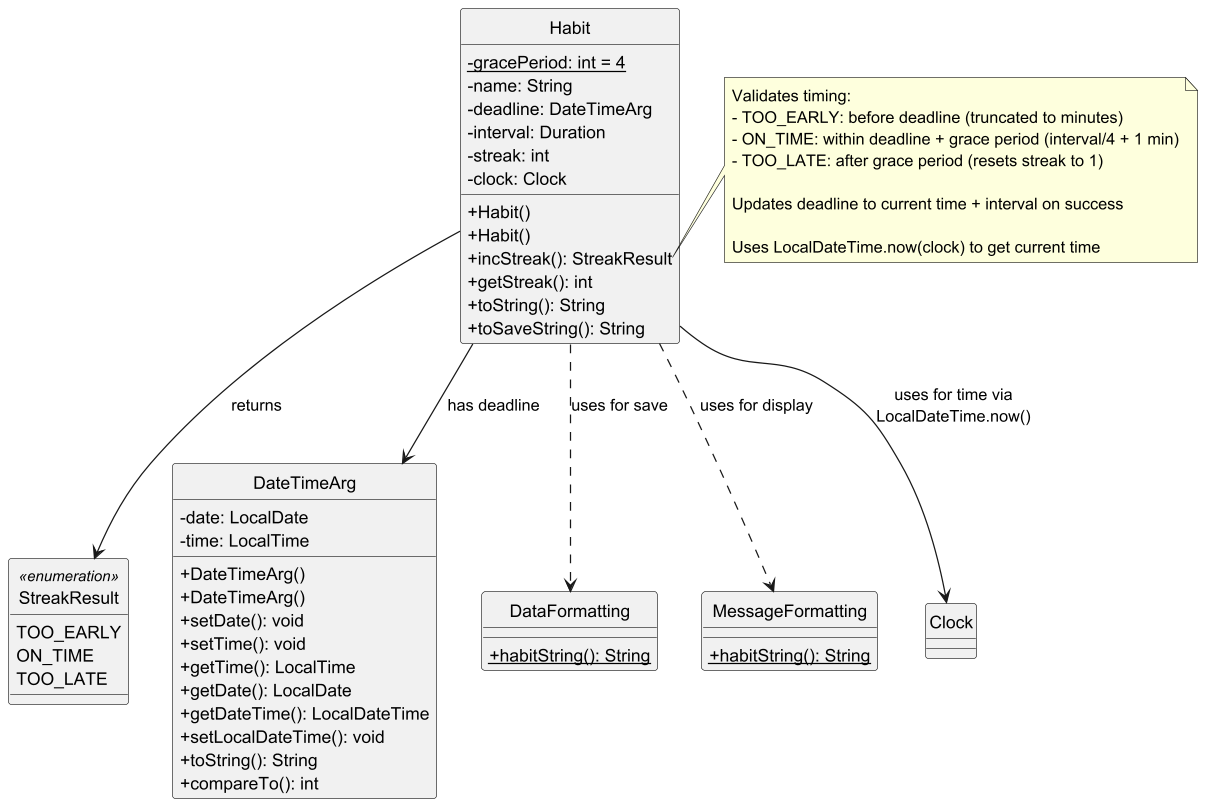 Habit
-gracePeriod: int = 4
-name: String
-deadline: DateTimeArg
-interval: Duration
-streak: int
-clock: Clock
+Habit()
+Habit()
+incStreak(): StreakResult
+getStreak(): int
+toString(): String
+toSaveString(): String
Validates timing:
- TOO_EARLY: before deadline (truncated to minutes)
- ON_TIME: within deadline + grace period (interval/4 + 1 min)
- TOO_LATE: after grace period (resets streak to 1)
Updates deadline to current time + interval on success
Uses LocalDateTime.now(clock) to get current time
returns
has deadline
uses for save
uses for display
uses for time via
LocalDateTime.now()
«enumeration»
StreakResult
TOO_EARLY
ON_TIME
TOO_LATE
DateTimeArg
-date: LocalDate
-time: LocalTime
+DateTimeArg()
+DateTimeArg()
+setDate(): void
+setTime(): void
+getTime(): LocalTime
+getDate(): LocalDate
+getDateTime(): LocalDateTime
+setLocalDateTime(): void
+toString(): String
+compareTo(): int
DataFormatting
+habitString(): String
MessageFormatting
+habitString(): String
Clock